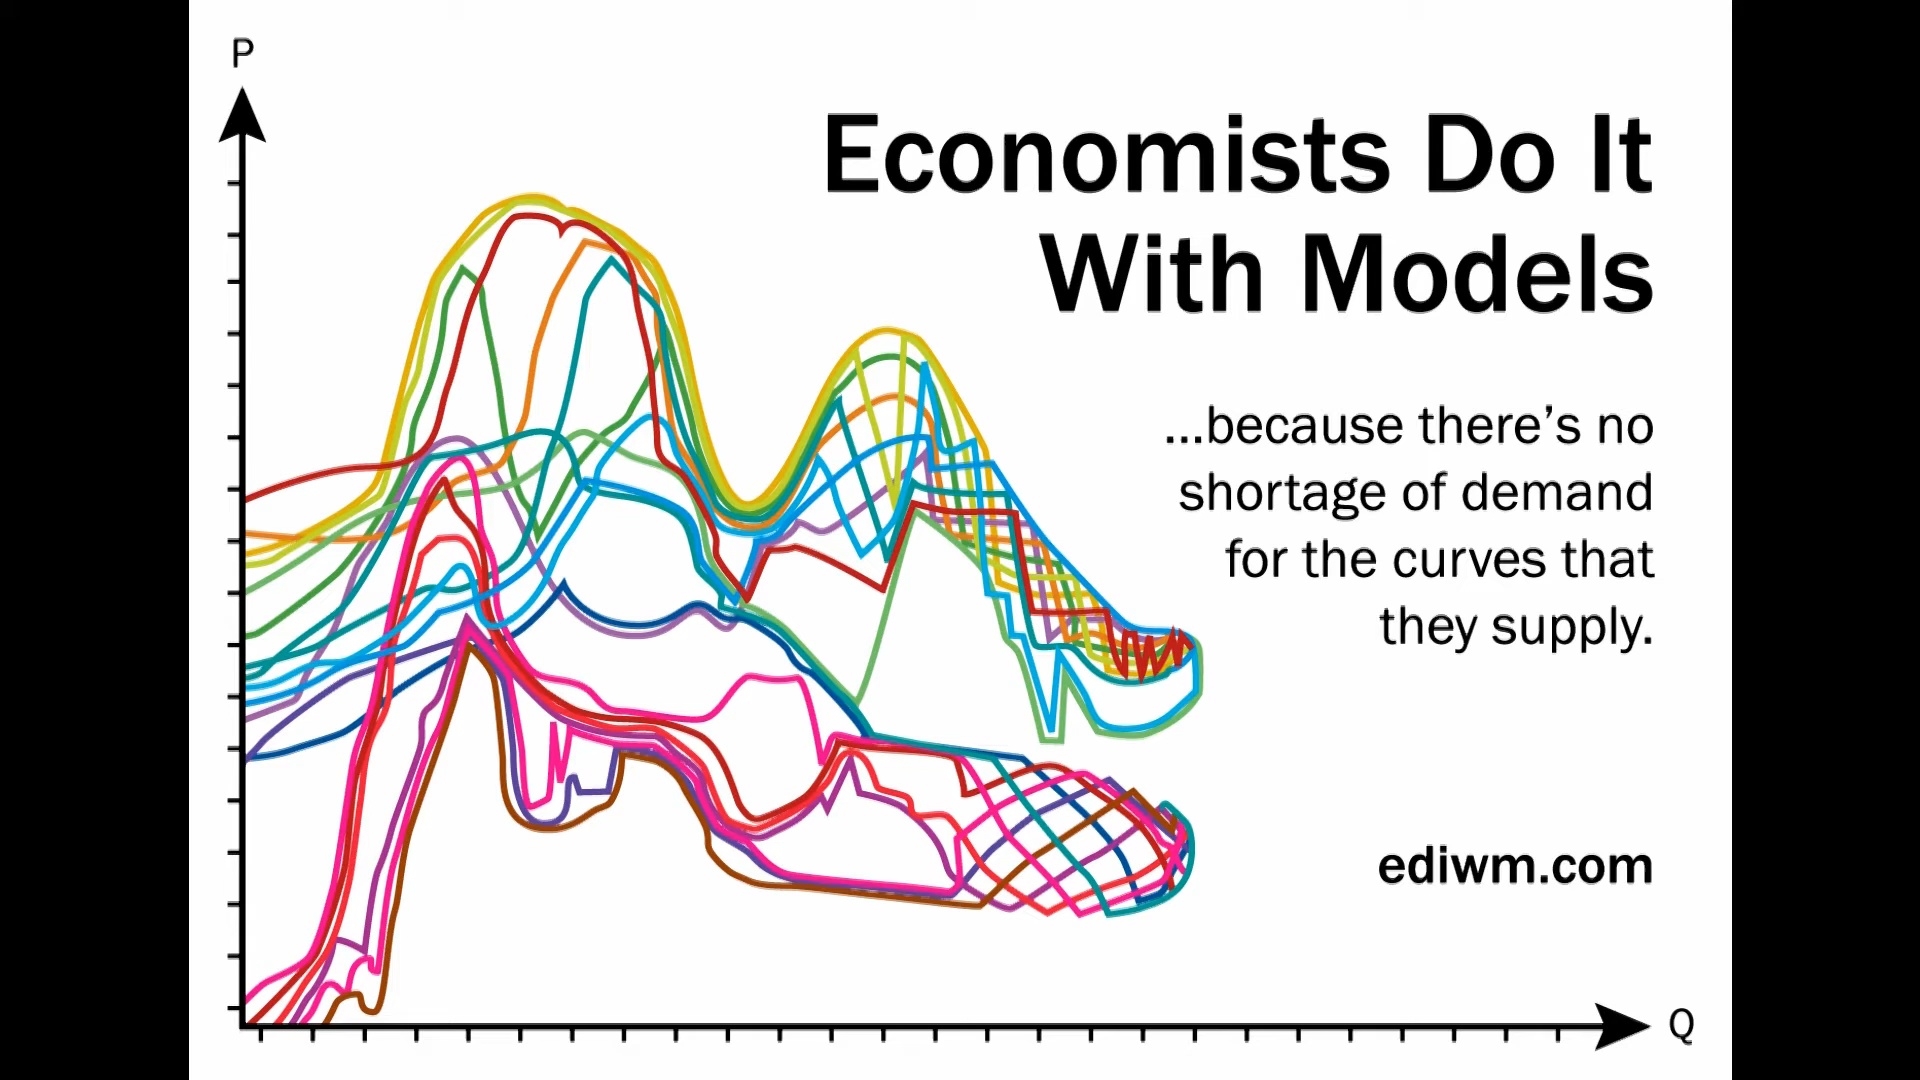 P
Economists Do It
With Models
...because there's no
shortage of demand
for the curves that
they supply.
ediwm.com
Q